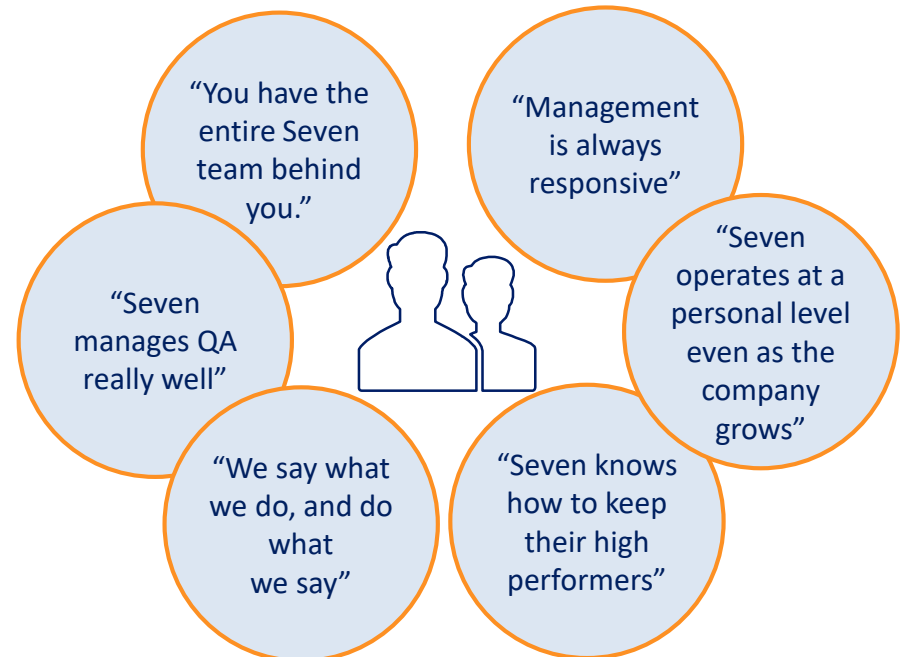 “You have the
entire Seven
team behind
you.”
“Management
is always
responsive”
“Seven
manages QA
really well”
“Seven
operates at a
personal level
even as the
company
grows”
“We say what
we do, and do
what
we say”
“Seven knows
how to keep
their high
performers”